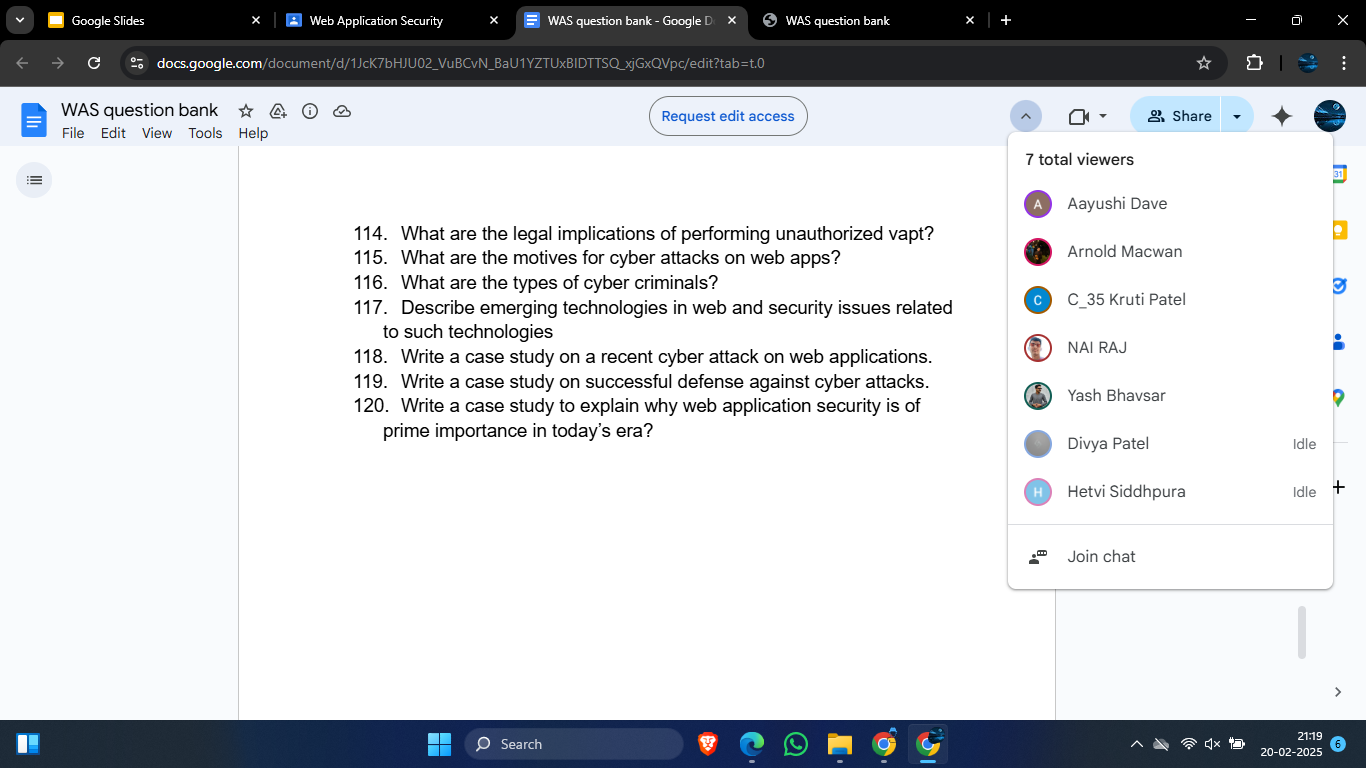 Google Slides
Web Application Security
WAS question bank - Google D
WAS question bank
docs.google.com/document/d/1JcK7bHJU02_VuBCvN_BaU1YZTUxBIDTTSQ_xjGxQVpc/edit?tab=t.0
WAS question bank
File Edit View Tools Help
Request edit access
Share
7 total viewers
A Aayushi Dave
Arnold Macwan
C C_35 Kruti Patel
NAI RAJ
Yash Bhavsar
Divya Patel Idle
H Hetvi Siddhpura Idle
Join chat
31
114. What are the legal implications of performing unauthorized vapt?
115. What are the motives for cyber attacks on web apps?
116. What are the types of cyber criminals?
117. Describe emerging technologies in web and security issues related
to such technologies
118. Write a case study on a recent cyber attack on web applications.
119. Write a case study on successful defense against cyber attacks.
120. Write a case study to explain why web application security is of
prime importance in today's era?
Search
21:19
20-02-2025
6